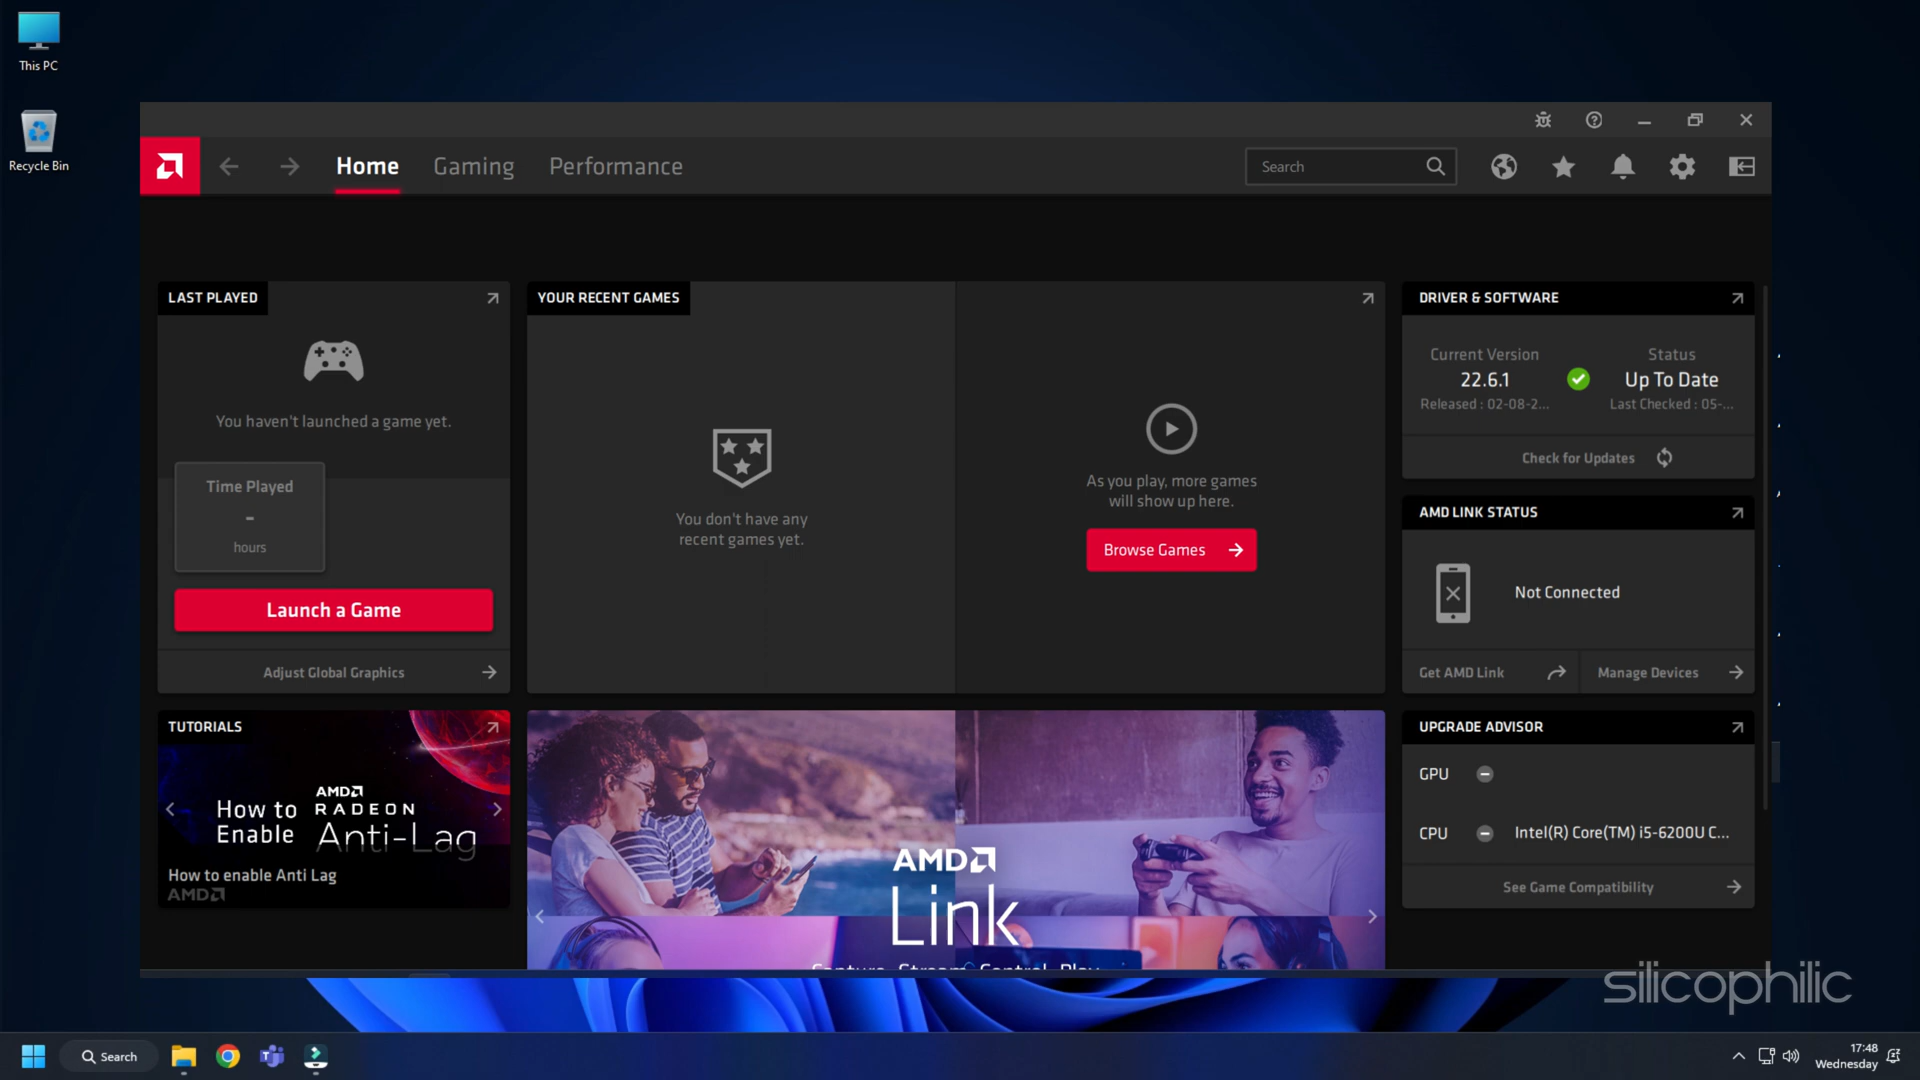 This PC
Recycle Bin
Home
Gaming
Performance
Search
LAST PLAYED
You haven't launched a game yet.
Time Played
-
hours
Launch a Game
Adjust Global Graphics
YOUR RECENT GAMES
You don't have any
recent games yet.
As you play, more games
will show up here.
Browse Games
DRIVER & SOFTWARE
Current Version
22.6.1
Released : 02-08-2...
Status
Up To Date
Last Checked : 05-...
Check for Updates
AMD LINK STATUS
Not Connected
Get AMD Link
Manage Devices
TUTORIALS
How to
Enable
AMD
RADEON
Anti-Lag
How to enable Anti Lag
AMD
AMD
Link
Capture, Stream, Control, Play
UPGRADE ADVISOR
GPU
CPU
Intel(R) Core(TM) i5-6200U C...
See Game Compatibility
silicophilic
Search
17:48
Wednesday